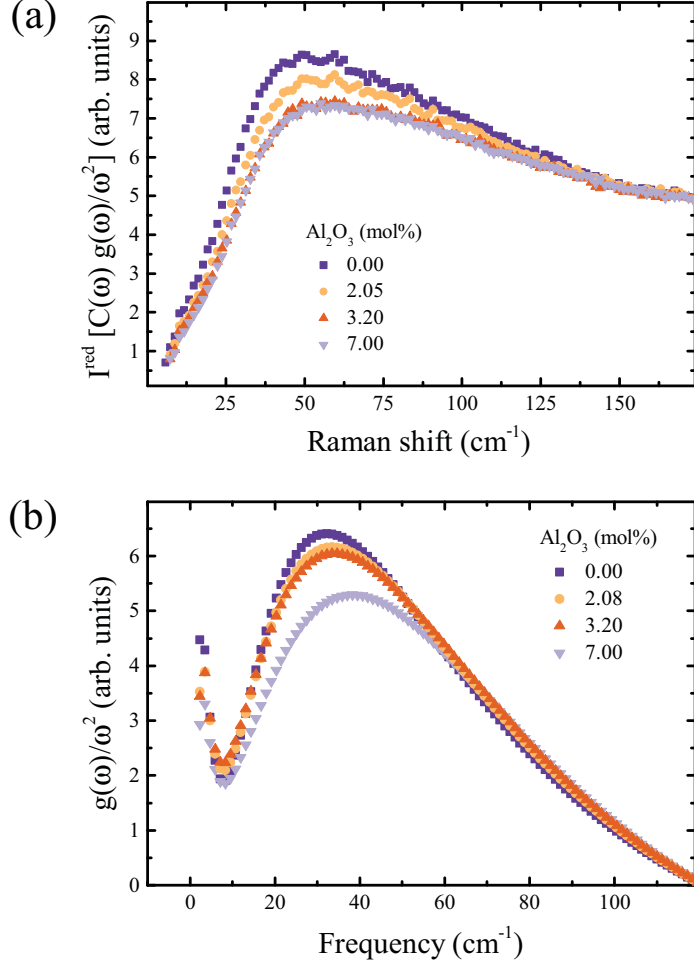 (a)
9
8
7
6
5
4
3
2
1
I^red [C(ω) g(ω)/ω²] (arb. units)
Al₂O₃ (mol%)
0.00
2.05
3.20
7.00
25 50 75 100 125 150
Raman shift (cm⁻¹)
(b)
6
5
4
3
2
1
0
g(ω)/ω² (arb. units)
Al₂O₃ (mol%)
0.00
2.08
3.20
7.00
0 20 40 60 80 100
Frequency (cm⁻¹)